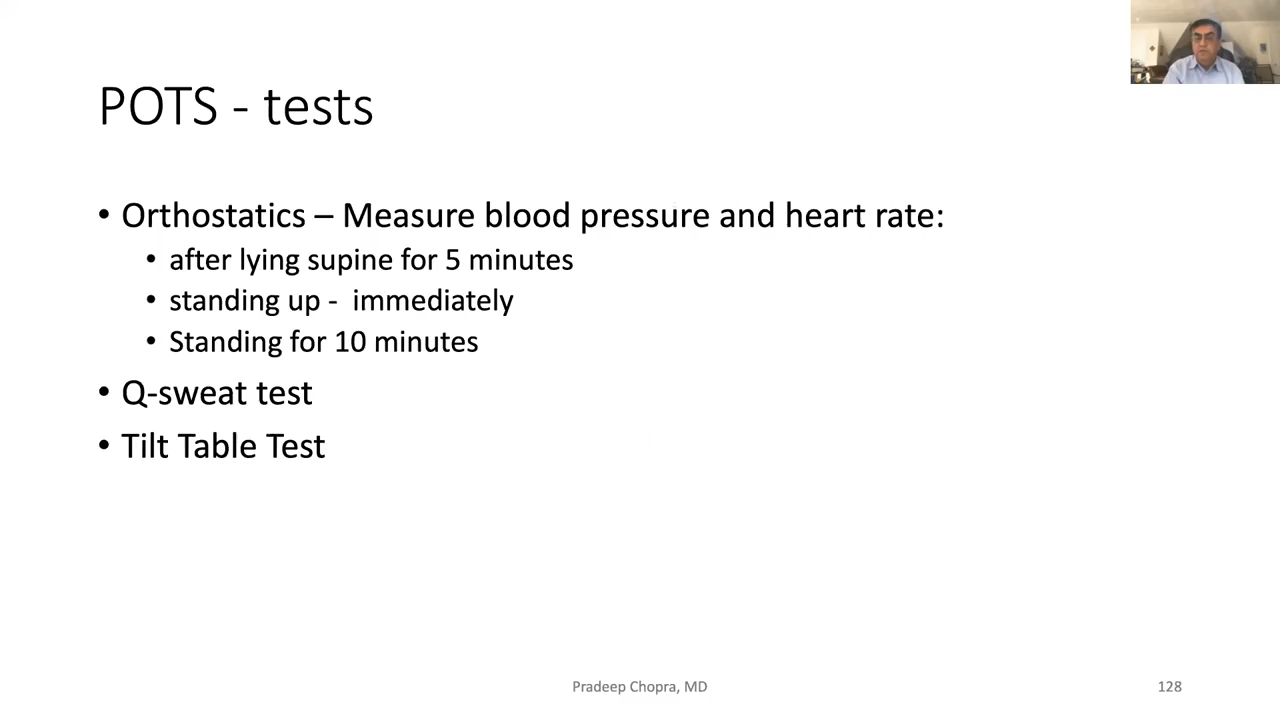 POTS - tests
• Orthostatics – Measure blood pressure and heart rate:
• after lying supine for 5 minutes
• standing up -  immediately
• Standing for 10 minutes
• Q-sweat test
• Tilt Table Test
Pradeep Chopra, MD
128